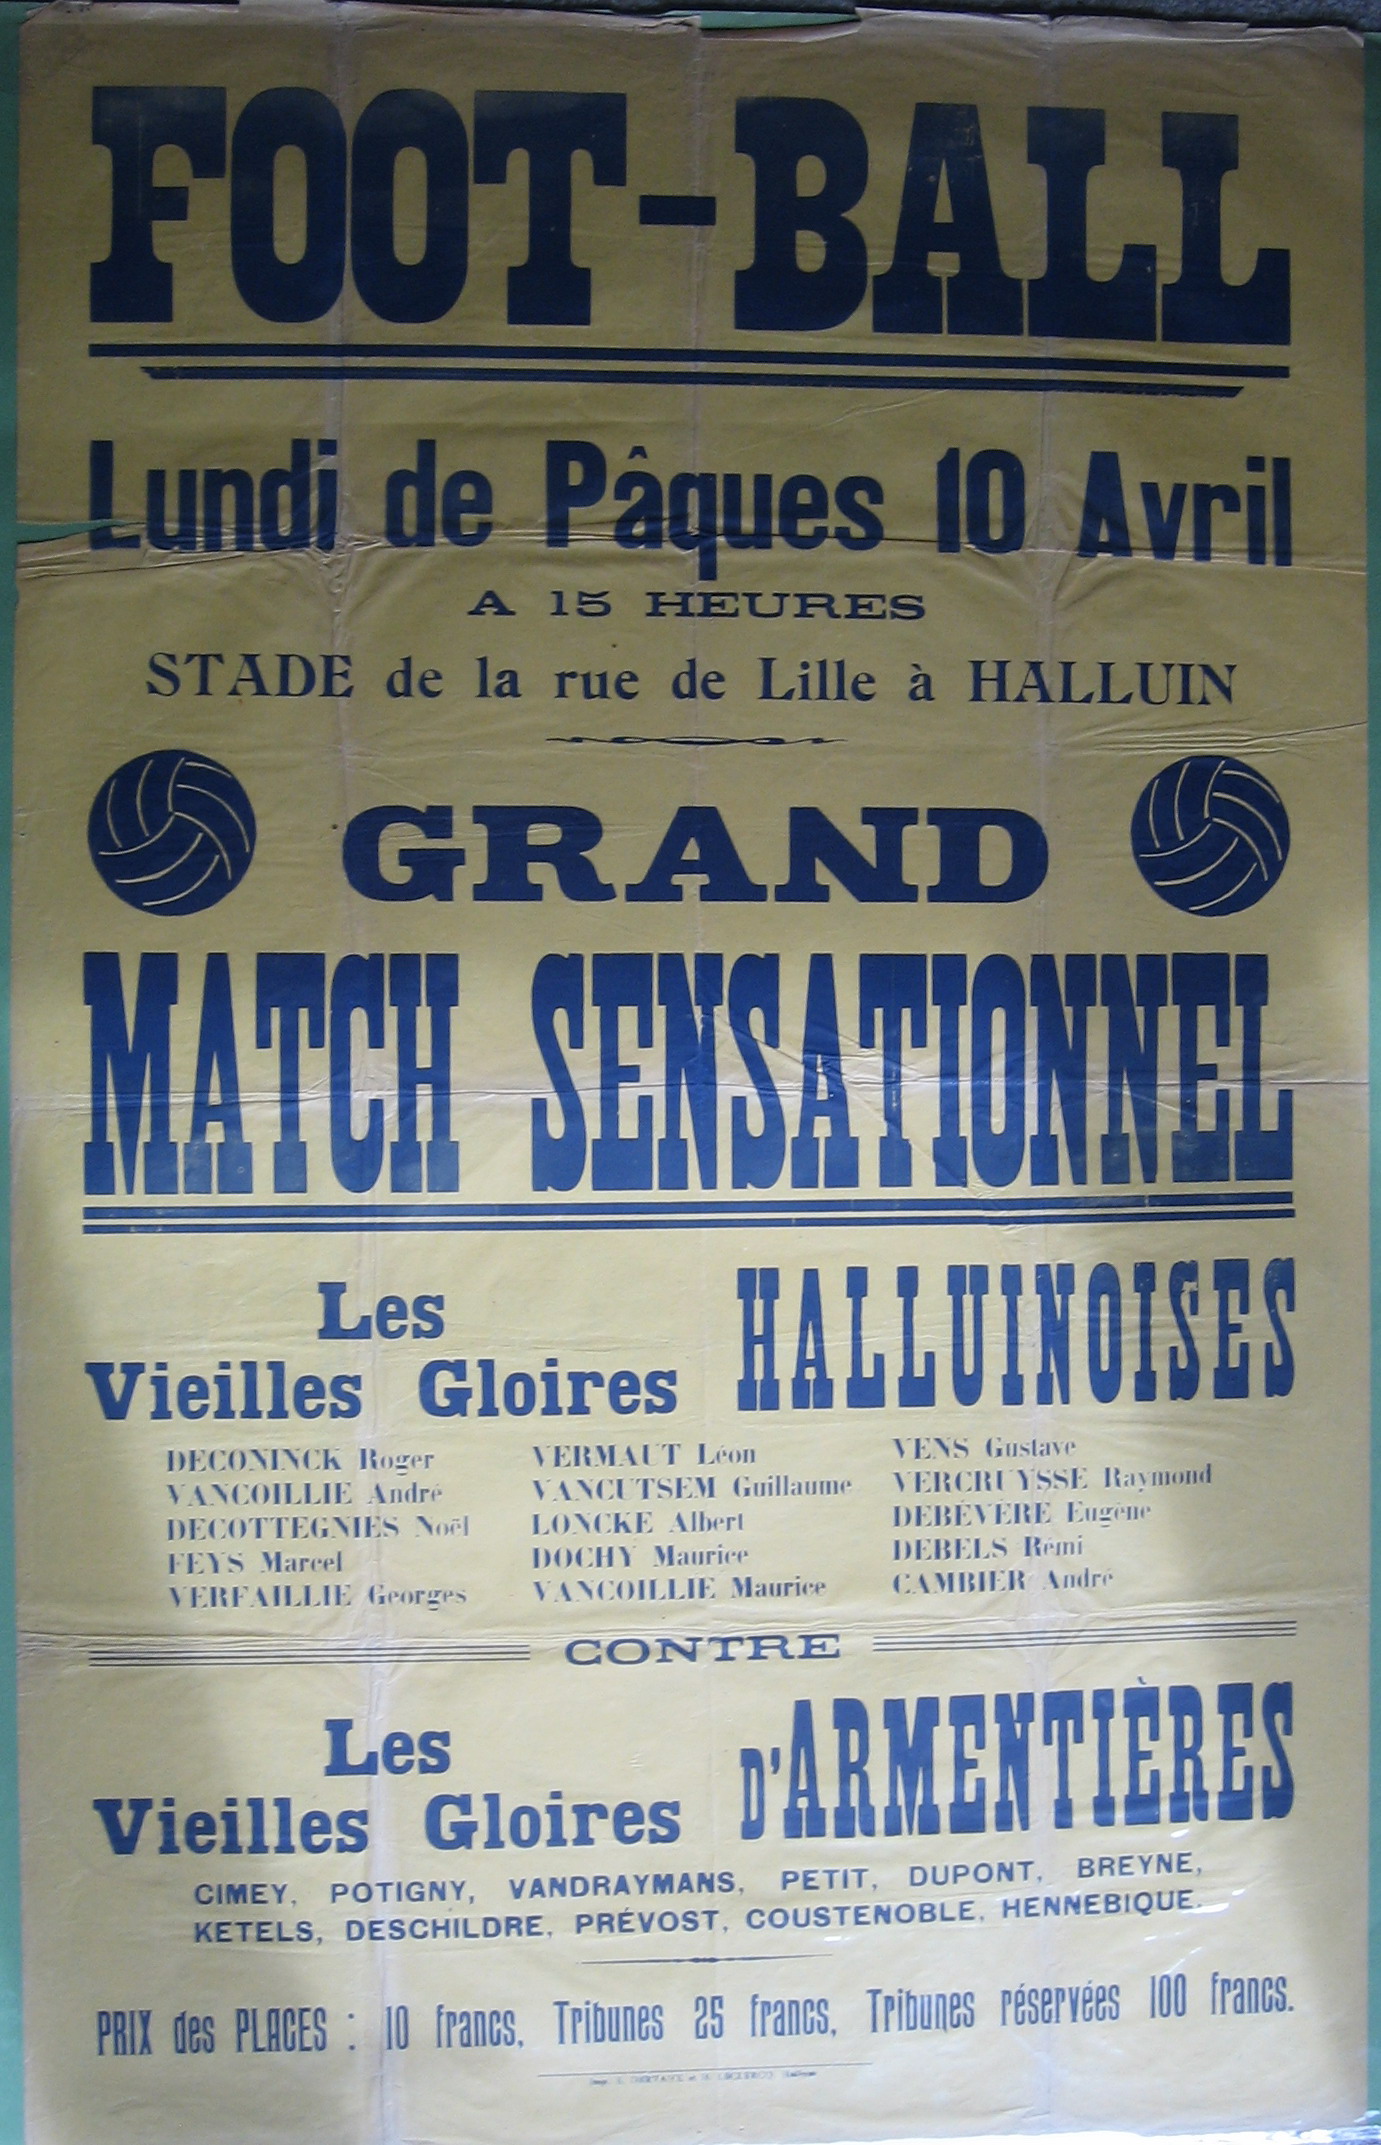 FOOT-BALL
Lundi de Pâques 10 Avril
A 15 HEURES
STADE de la rue de Lille à HALLUIN
GRAND
MATCH SENSATIONNEL
Les
Vieilles Gloires HALLUINOISES
DECONINCK Roger VERMAUT Léon VENS Gustave
VANCOILLIE André VANCUTSEM Guillaume VERCRUYSSE Raymond
DECOTTEGNIES Noël LONCKE Albert DEBÉVÈRE Eugène
FEYS Marcel DOCHY Maurice DEBELS Rémi
VERFAILLIE Georges VANCOILLIE Maurice CAMBIER André
CONTRE
Les
Vieilles Gloires D'ARMENTIÈRES
CIMEY, POTIGNY, VANDRAYMANS, PETIT, DUPONT, BREYNE,
KETELS, DESCHILDRE, PRÉVOST, COUSTENOBLE, HENNEBIQUE.
PRIX des PLACES : 10 francs, Tribunes 25 francs, Tribunes réservées 100 francs.
Imp. LECLERCQ Halluin